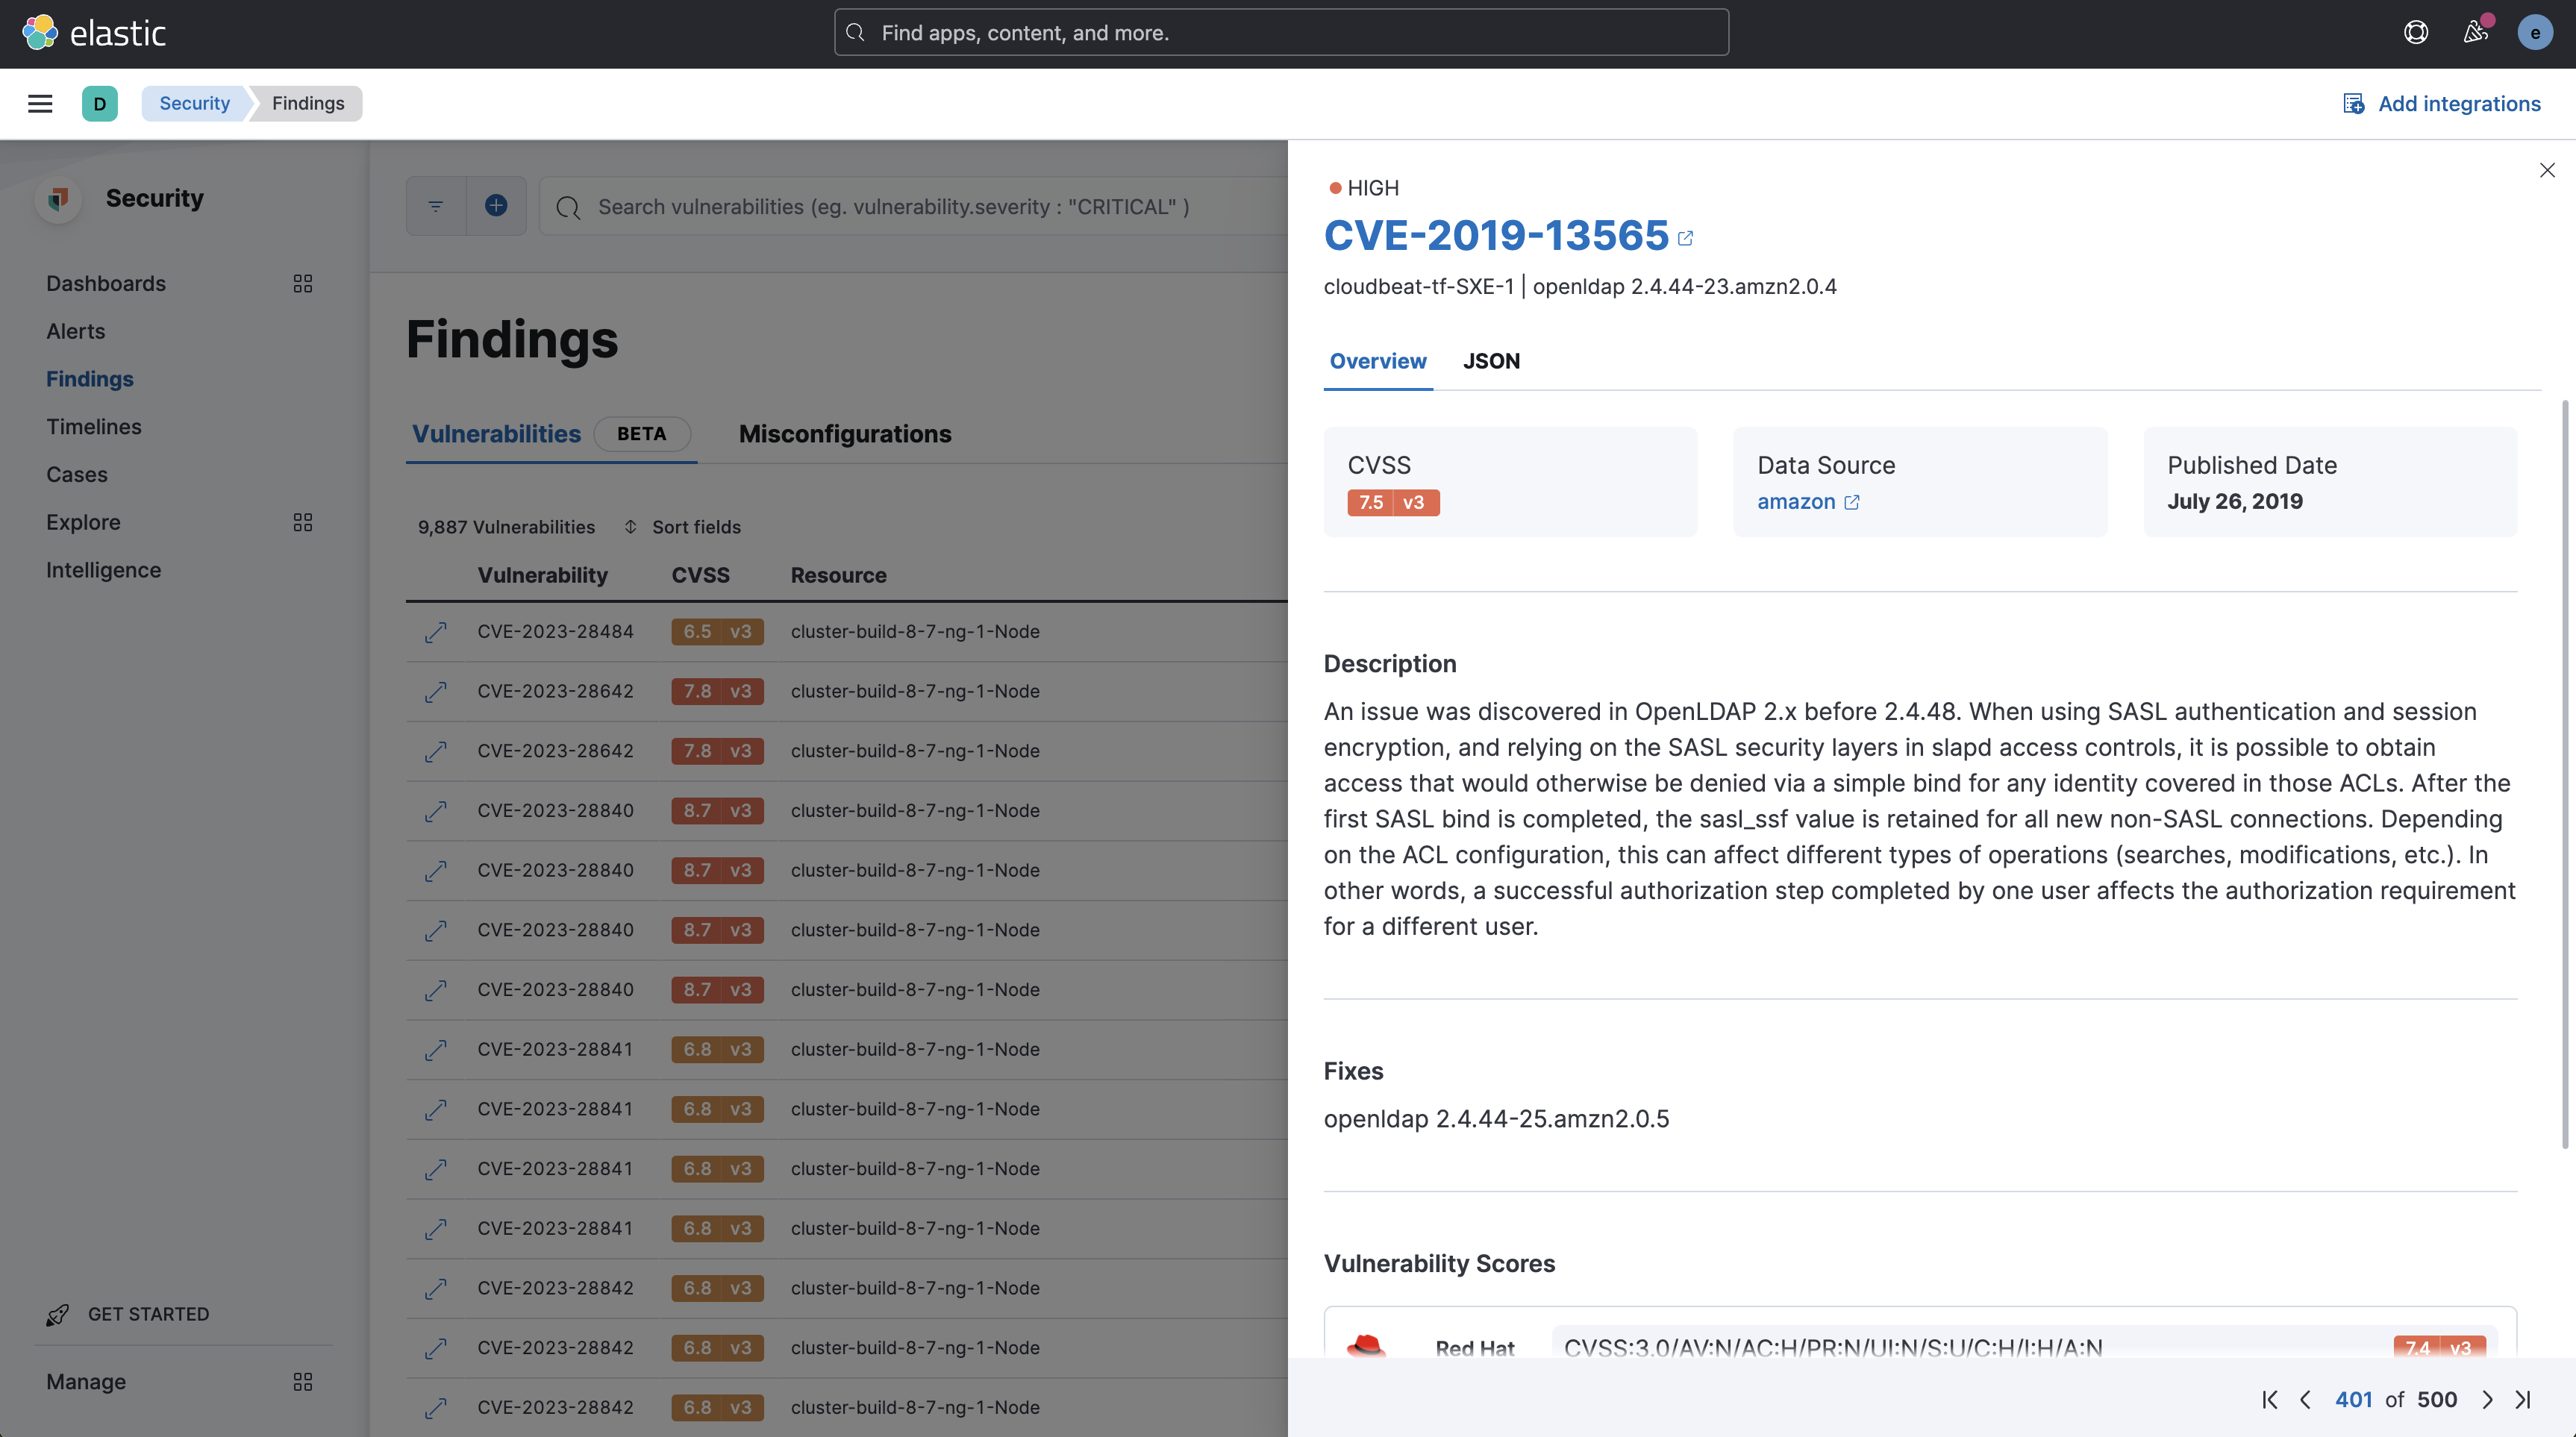 elastic
Find apps, content, and more.
e
D
Security
Findings
Add integrations
Security
Dashboards
Alerts
Findings
Timelines
Cases
Explore
Intelligence
GET STARTED
Manage
Search vulnerabilities (eg. vulnerability.severity : "CRITICAL" )
Findings
Vulnerabilities BETA Misconfigurations
9,887 Vulnerabilities Sort fields
Vulnerability CVSS Resource
CVE-2023-28484 6.5 v3 cluster-build-8-7-ng-1-Node
CVE-2023-28642 7.8 v3 cluster-build-8-7-ng-1-Node
CVE-2023-28642 7.8 v3 cluster-build-8-7-ng-1-Node
CVE-2023-28840 8.7 v3 cluster-build-8-7-ng-1-Node
CVE-2023-28840 8.7 v3 cluster-build-8-7-ng-1-Node
CVE-2023-28840 8.7 v3 cluster-build-8-7-ng-1-Node
CVE-2023-28840 8.7 v3 cluster-build-8-7-ng-1-Node
CVE-2023-28841 6.8 v3 cluster-build-8-7-ng-1-Node
CVE-2023-28841 6.8 v3 cluster-build-8-7-ng-1-Node
CVE-2023-28841 6.8 v3 cluster-build-8-7-ng-1-Node
CVE-2023-28841 6.8 v3 cluster-build-8-7-ng-1-Node
CVE-2023-28842 6.8 v3 cluster-build-8-7-ng-1-Node
CVE-2023-28842 6.8 v3 cluster-build-8-7-ng-1-Node
CVE-2023-28842 6.8 v3 cluster-build-8-7-ng-1-Node
HIGH
CVE-2019-13565
cloudbeat-tf-SXE-1 | openldap 2.4.44-23.amzn2.0.4
Overview JSON
CVSS
7.5 v3
Data Source
amazon
Published Date
July 26, 2019
Description
An issue was discovered in OpenLDAP 2.x before 2.4.48. When using SASL authentication and session
encryption, and relying on the SASL security layers in slapd access controls, it is possible to obtain
access that would otherwise be denied via a simple bind for any identity covered in those ACLs. After the
first SASL bind is completed, the sasl_ssf value is retained for all new non-SASL connections. Depending
on the ACL configuration, this can affect different types of operations (searches, modifications, etc.). In
other words, a successful authorization step completed by one user affects the authorization requirement
for a different user.
Fixes
openldap 2.4.44-25.amzn2.0.5
Vulnerability Scores
Red Hat CVSS:3.0/AV:N/AC:H/PR:N/UI:N/S:U/C:H/I:H/A:N 7.4 v3
401 of 500